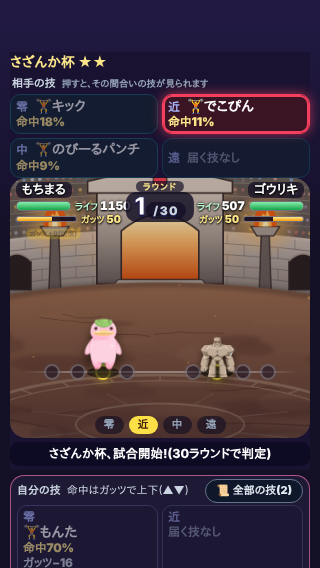 さざんか杯 ★★
相手の技 押すと、その間合いの技が見られます
零 キック
命中18%
近 でこぴん
命中11%
中 のびーるパンチ
命中9%
遠 届く技なし
もちまる
ラウンド
ゴウリキ
ライフ 1150
1 /30
ライフ 507
ガッツ 50
ガッツ 50
零 近 中 遠
さざんか杯、試合開始!(30ラウンドで判定)
自分の技 命中はガッツで上下(▲▼)
全部の技(2)
零
もんた
命中70%
ガッツ−16
近
届く技なし